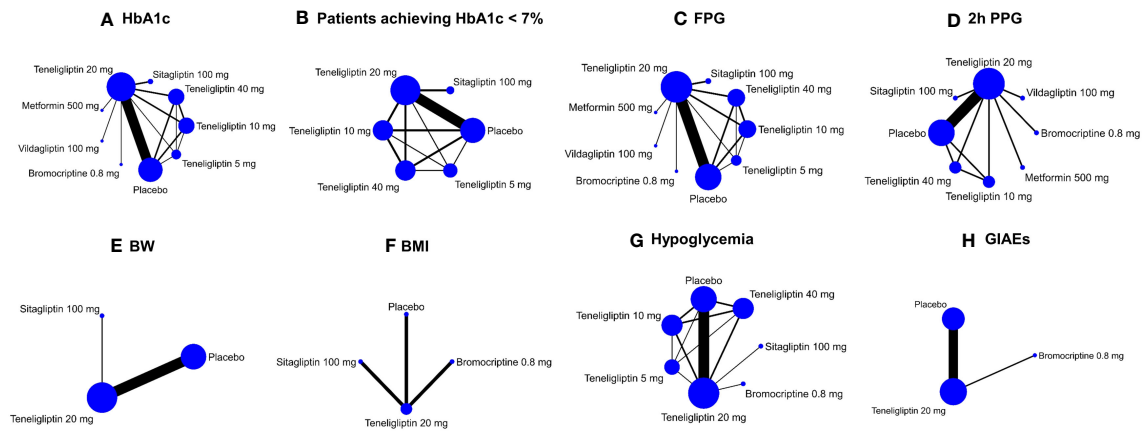 A HbA1c
Teneligliptin 20 mg
Sitagliptin 100 mg
Teneligliptin 40 mg
Metformin 500 mg
Teneligliptin 10 mg
Vildagliptin 100 mg
Teneligliptin 5 mg
Bromocriptine 0.8 mg
Placebo
B Patients achieving HbA1c < 7%
Teneligliptin 20 mg
Sitagliptin 100 mg
Teneligliptin 10 mg
Placebo
Teneligliptin 40 mg
Teneligliptin 5 mg
C FPG
Teneligliptin 20 mg
Sitagliptin 100 mg
Teneligliptin 40 mg
Metformin 500 mg
Teneligliptin 10 mg
Vildagliptin 100 mg
Teneligliptin 5 mg
Bromocriptine 0.8 mg
Placebo
D 2h PPG
Teneligliptin 20 mg
Sitagliptin 100 mg
Vildagliptin 100 mg
Placebo
Bromocriptine 0.8 mg
Teneligliptin 40 mg
Metformin 500 mg
Teneligliptin 10 mg
E BW
Sitagliptin 100 mg
Placebo
Teneligliptin 20 mg
F BMI
Placebo
Sitagliptin 100 mg
Bromocriptine 0.8 mg
Teneligliptin 20 mg
G Hypoglycemia
Placebo
Teneligliptin 40 mg
Teneligliptin 10 mg
Sitagliptin 100 mg
Teneligliptin 5 mg
Bromocriptine 0.8 mg
Teneligliptin 20 mg
H GIAEs
Placebo
Bromocriptine 0.8 mg
Teneligliptin 20 mg